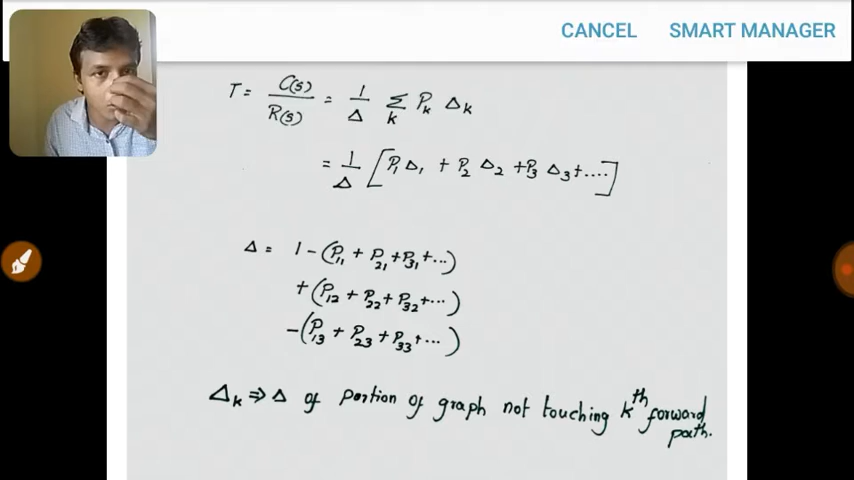 CANCEL SMART MANAGER
T = C(s)/R(s) = 1/Δ Σ_k P_k Δ_k
= 1/Δ [P_1 Δ_1 + P_2 Δ_2 + P_3 Δ_3 + ....]
Δ = 1 - (P_11 + P_21 + P_31 + ...)
+ (P_12 + P_22 + P_32 + ...)
- (P_13 + P_23 + P_33 + ...)
Δ_k ⇒ Δ of portion of graph not touching k^th forward
path.